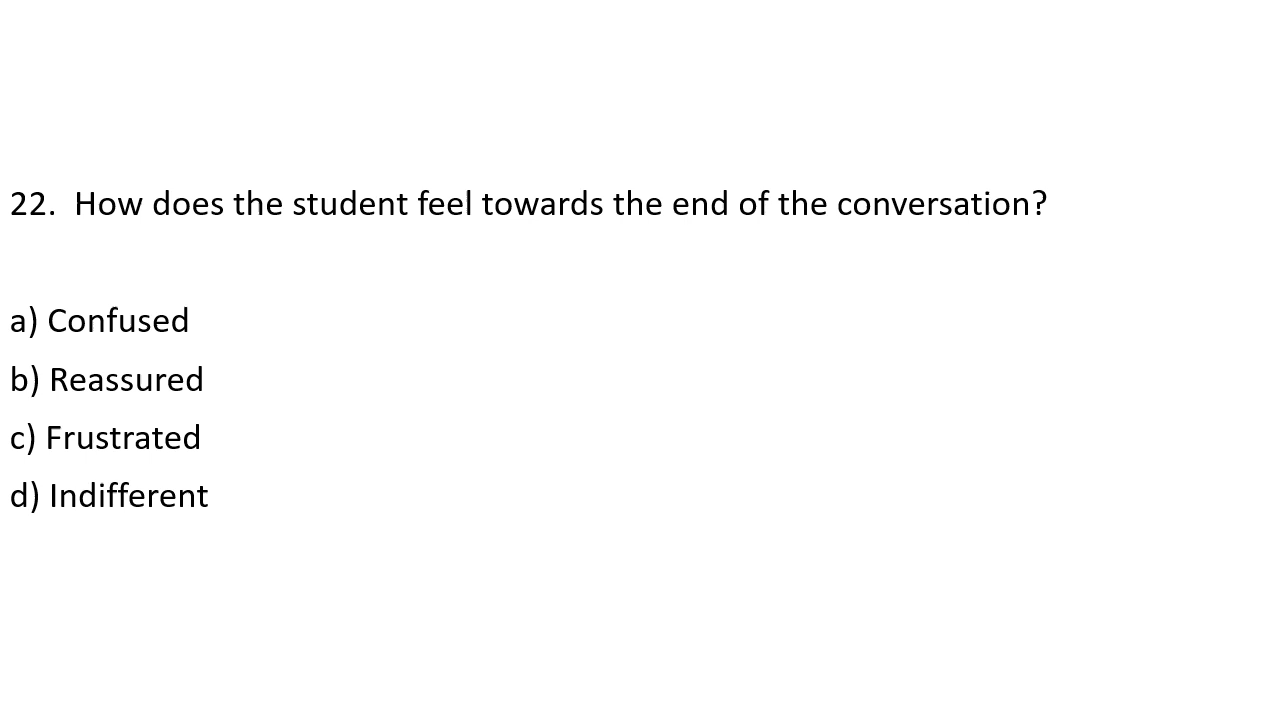 22.  How does the student feel towards the end of the conversation?
a) Confused
b) Reassured
c) Frustrated
d) Indifferent